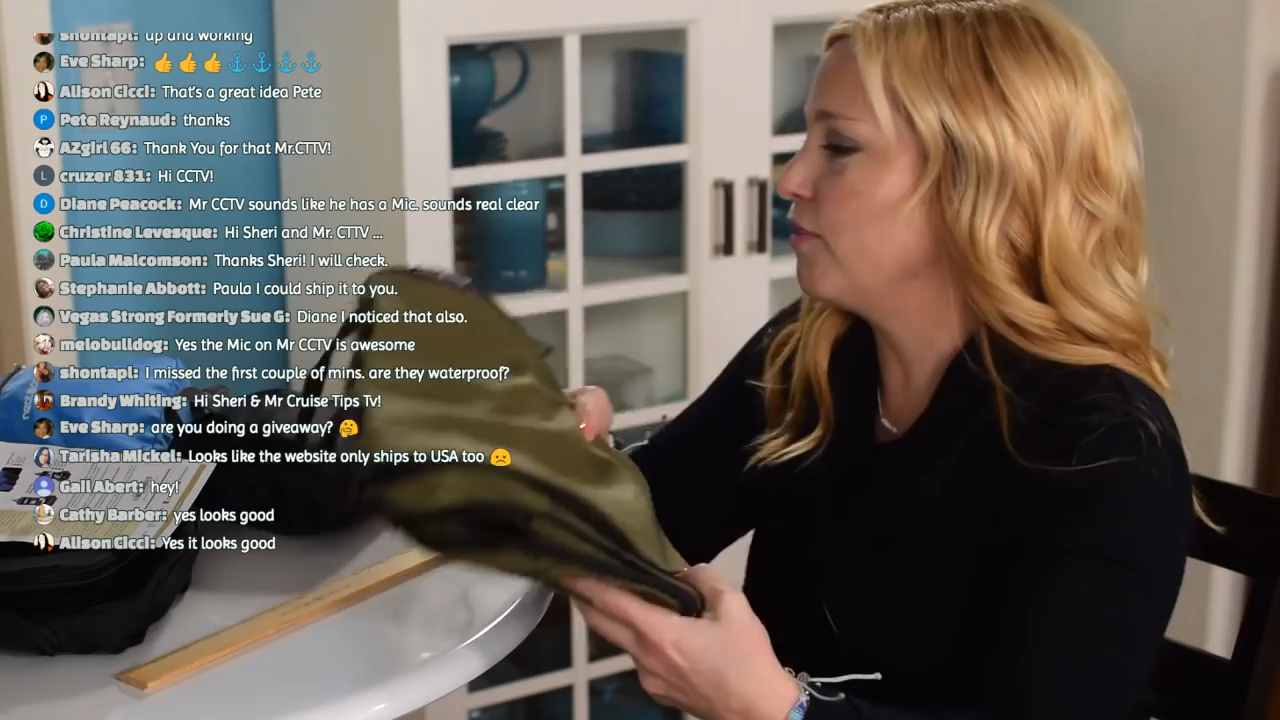 shontapl: up and working
Eve Sharp: 👍👍👍⚓⚓⚓⚓
Alison Cicci: That's a great idea Pete
P Pete Reynaud: thanks
AZgirl 66: Thank You for that Mr.CTTV!
L cruzer 831: Hi CCTV!
D Diane Peacock: Mr CCTV sounds like he has a Mic. sounds real clear
Christine Levesque: Hi Sheri and Mr. CTTV ...
Paula Malcomson: Thanks Sheri! I will check.
Stephanie Abbott: Paula I could ship it to you.
Vegas Strong Formerly Sue G: Diane I noticed that also.
melobulldog: Yes the Mic on Mr CCTV is awesome
shontapl: I missed the first couple of mins. are they waterproof?
Brandy Whiting: Hi Sheri & Mr Cruise Tips Tv!
Eve Sharp: are you doing a giveaway? 🤔
Tarisha Mickel: Looks like the website only ships to USA too ☹️
Gail Abert: hey!
Cathy Barber: yes looks good
Alison Cicci: Yes it looks good